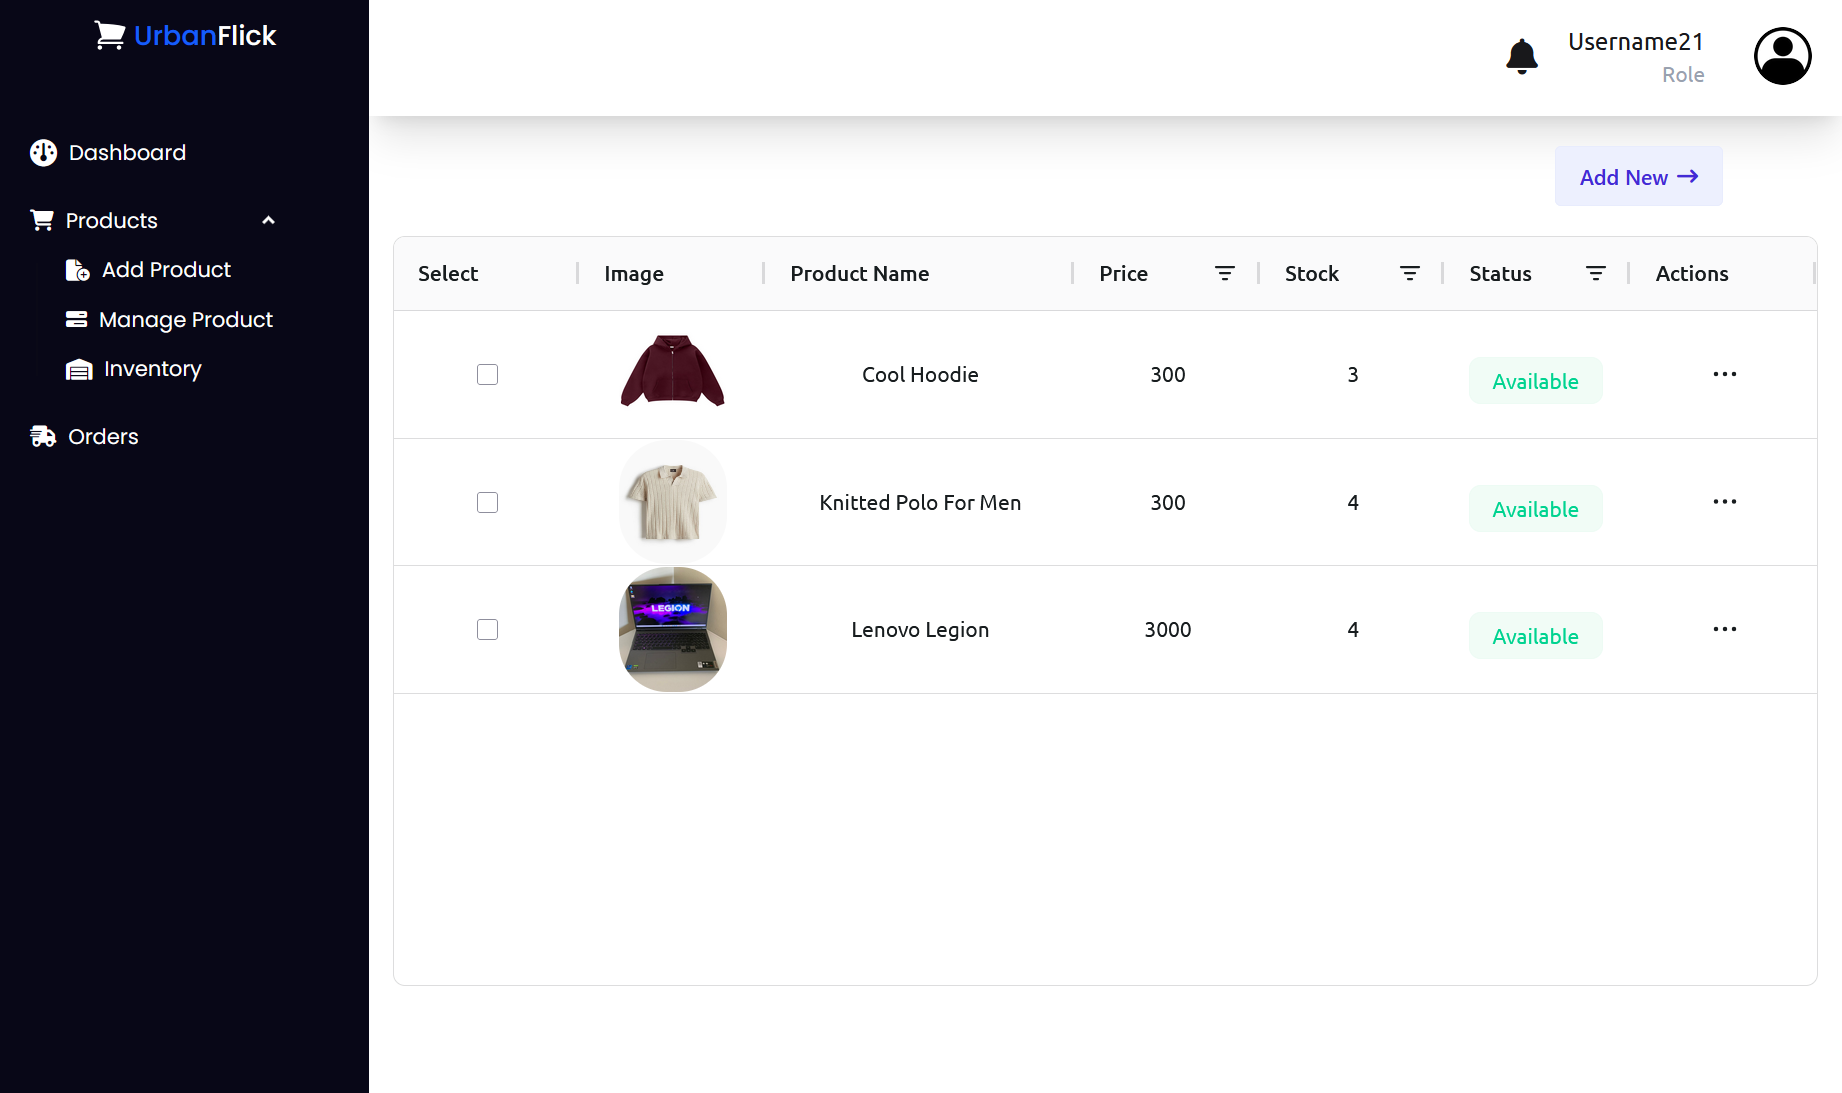 UrbanFlick
Username21
Role
Dashboard
Products
Add Product
Manage Product
Inventory
Orders
Add New
Select Image Product Name Price Stock Status Actions
Cool Hoodie 300 3 Available
Knitted Polo For Men 300 4 Available
LEGION
Lenovo Legion 3000 4 Available